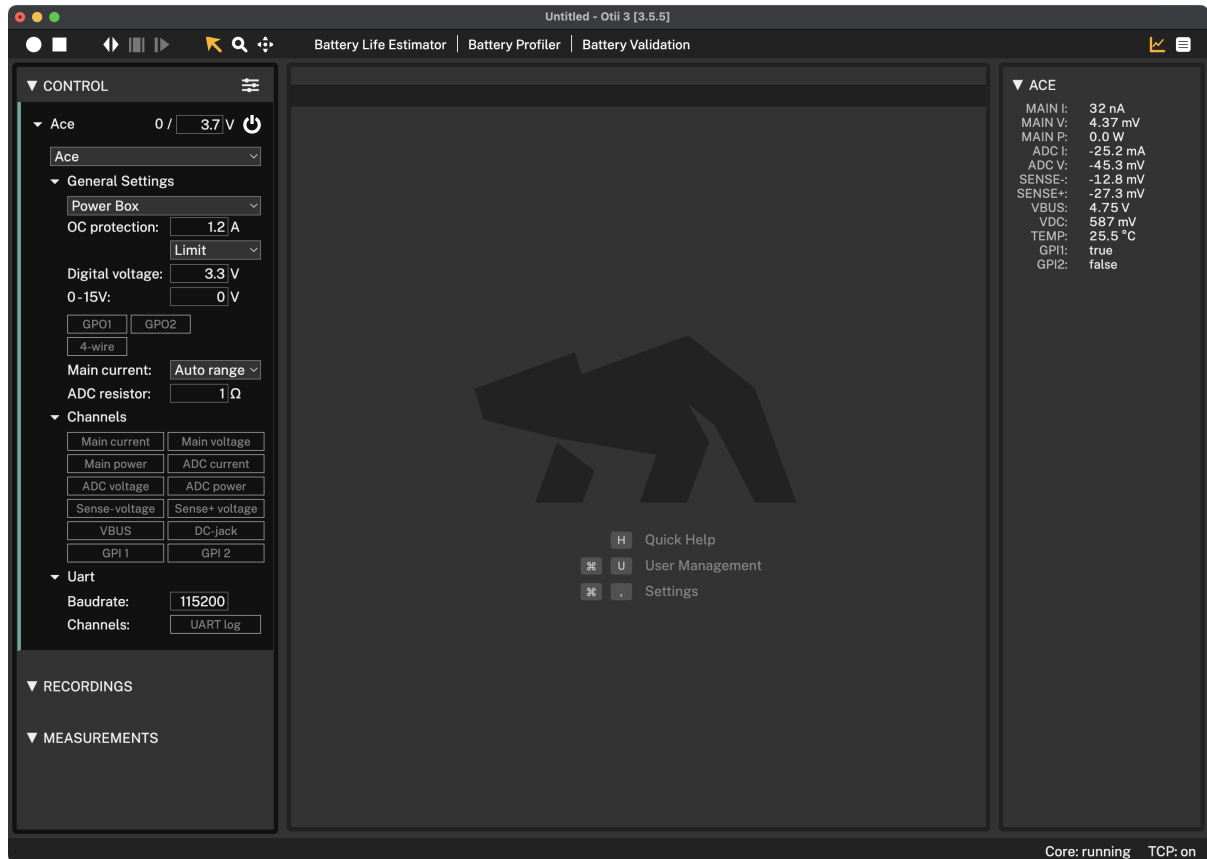 Untitled - Otii 3 [3.5.5]
Battery Life Estimator | Battery Profiler | Battery Validation
▼ CONTROL
Ace 0 / 3.7 V
Ace
General Settings
Power Box
OC protection: 1.2 A
Limit
Digital voltage: 3.3 V
0-15V: 0 V
GPO1 GPO2
4-wire
Main current: Auto range
ADC resistor: 1 Ω
Channels
Main current Main voltage
Main power ADC current
ADC voltage ADC power
Sense-voltage Sense+ voltage
VBUS DC-jack
GPI 1 GPI 2
Uart
Baudrate: 115200
Channels: UART log
▼ RECORDINGS
▼ MEASUREMENTS
H Quick Help
⌘ U User Management
⌘ , Settings
▼ ACE
MAIN I: 32 nA
MAIN V: 4.37 mV
MAIN P: 0.0 W
ADC I: -25.2 mA
ADC V: -45.3 mV
SENSE-: -12.8 mV
SENSE+: -27.3 mV
VBUS: 4.75 V
VDC: 587 mV
TEMP: 25.5 °C
GPI1: true
GPI2: false
Core: running TCP: on